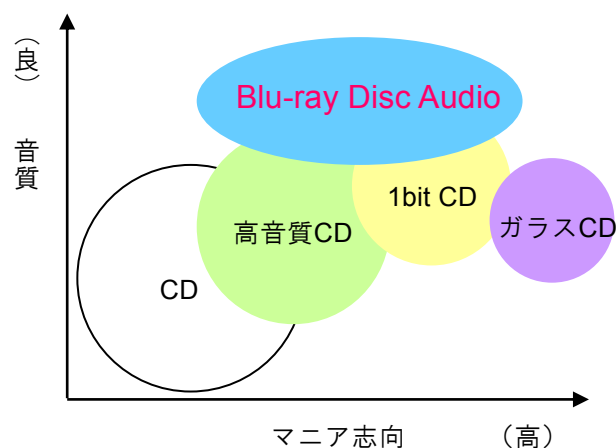 （良）
音質
Blu-ray Disc Audio
1bit CD
高音質CD
ガラスCD
CD
マニア志向
（高）